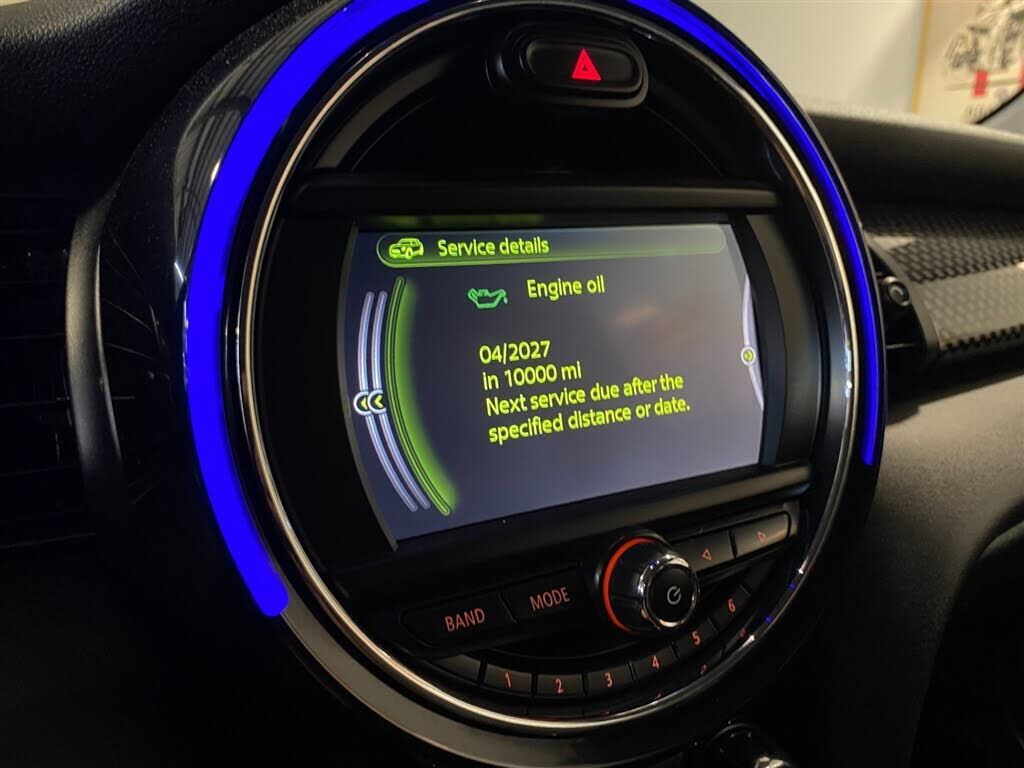 Service details
Engine oil
04/2027
in 10000 mi
Next service due after the
specified distance or date.
BAND
MODE
1
2
3
4
5
6